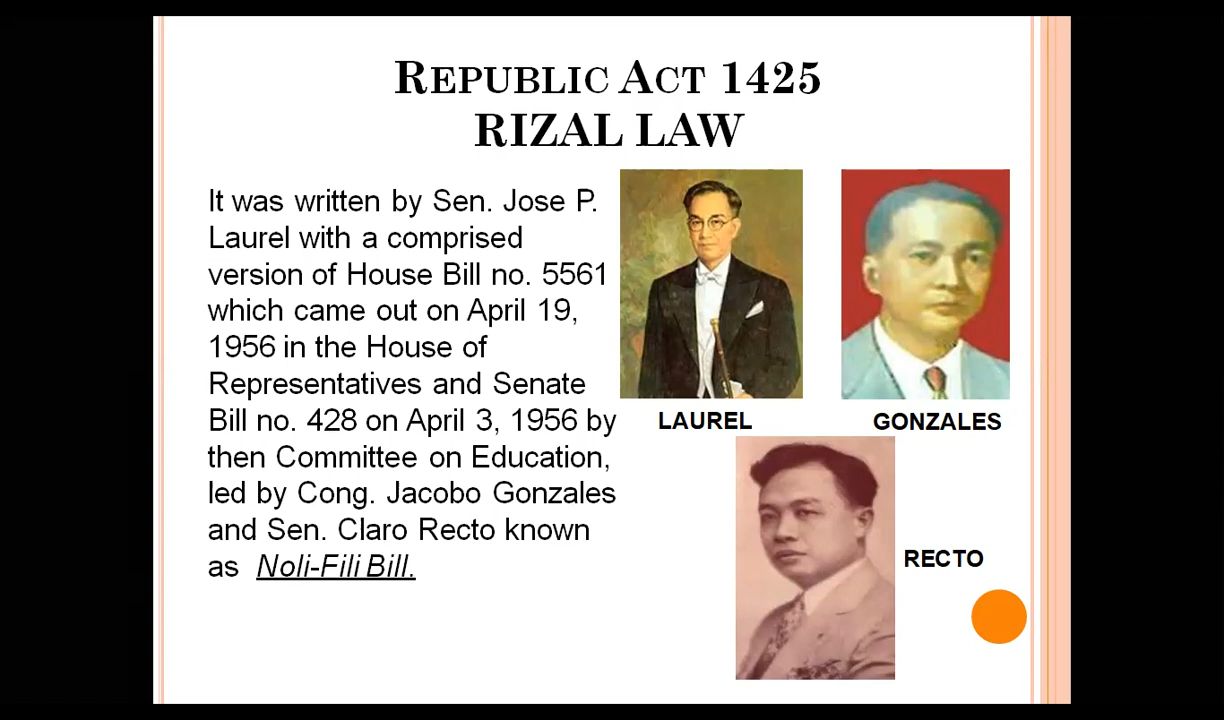 REPUBLIC ACT 1425
RIZAL LAW
It was written by Sen. Jose P.
Laurel with a comprised
version of House Bill no. 5561
which came out on April 19,
1956 in the House of
Representatives and Senate
Bill no. 428 on April 3, 1956 by
then Committee on Education,
led by Cong. Jacobo Gonzales
and Sen. Claro Recto known
as Noli-Fili Bill.
LAUREL
GONZALES
RECTO